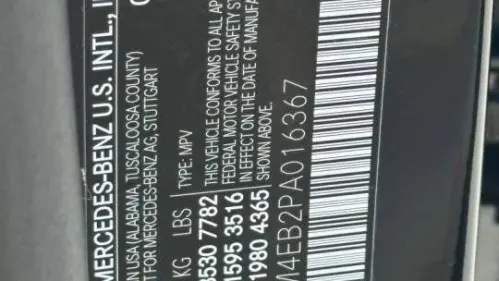 MERCEDES-BENZ U.S. INTL.,
AN USA (ALABAMA, TUSCALOOSA COUNTY)
FOR MERCEDES-BENZ AG, STUTTGART
KG LBS
3530 7782
1595 3516
1980 4365
TYPE: MPV
THIS VEHICLE CONFORMS TO ALL AP
FEDERAL MOTOR VEHICLE SAFETY ST
IN EFFECT ON THE DATE OF MANUFA
SHOWN ABOVE.
M4EB2PA016367